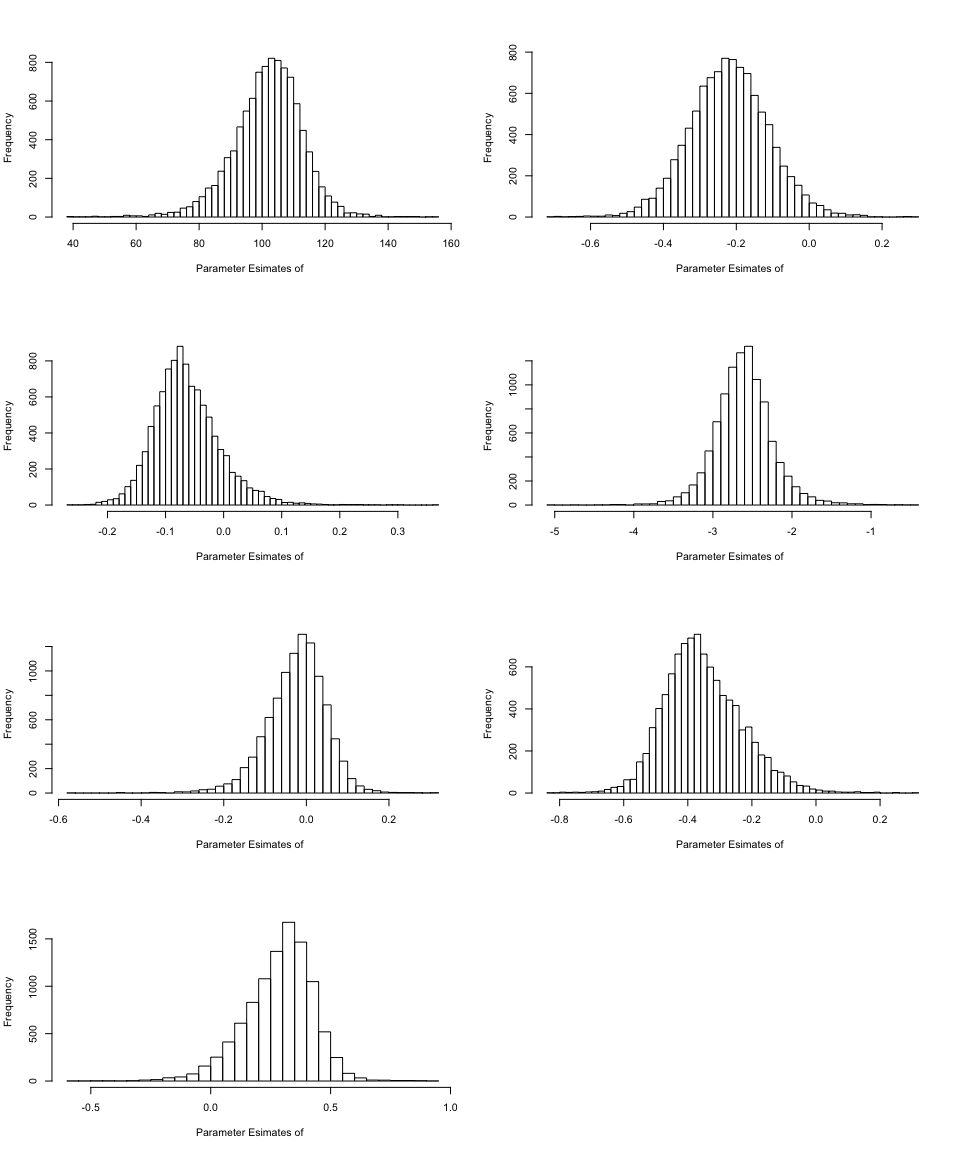 Frequency
0 200 400 600 800
40 60 80 100 120 140 160
Parameter Esimates of
Frequency
0 200 400 600 800
-0.6 -0.4 -0.2 0.0 0.2
Parameter Esimates of
Frequency
0 200 400 600 800
-0.2 -0.1 0.0 0.1 0.2 0.3
Parameter Esimates of
Frequency
0 200 600 1000
-5 -4 -3 -2 -1
Parameter Esimates of
Frequency
0 200 600 1000
-0.6 -0.4 -0.2 0.0 0.2
Parameter Esimates of
Frequency
0 200 400 600
-0.8 -0.6 -0.4 -0.2 0.0 0.2
Parameter Esimates of
Frequency
0 500 1000 1500
-0.5 0.0 0.5 1.0
Parameter Esimates of